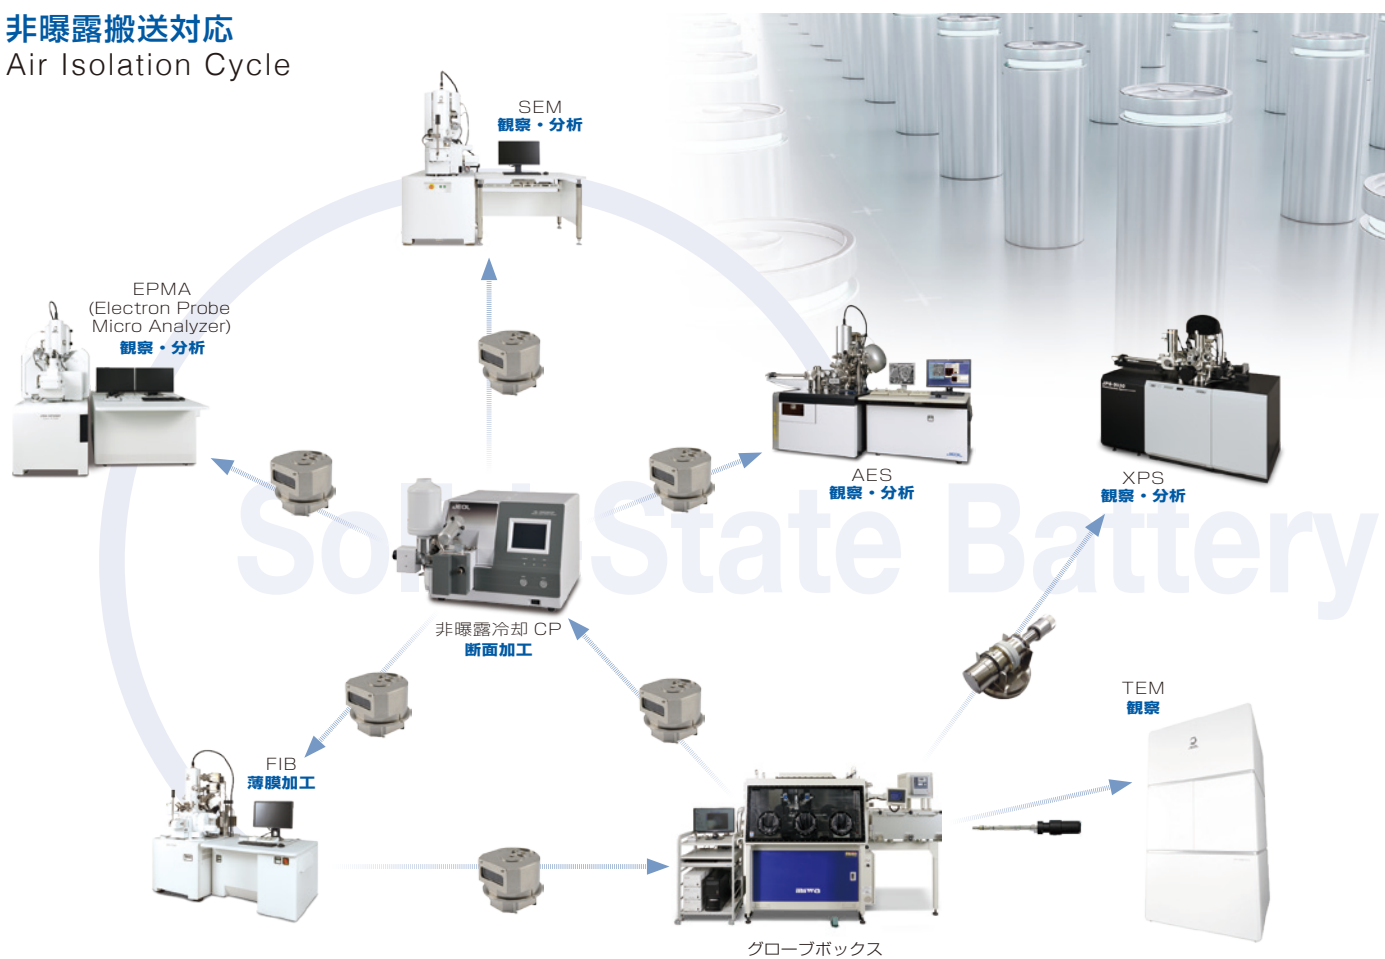 非曝露搬送対応
Air Isolation Cycle
SEM
観察・分析
EPMA
(Electron Probe
Micro Analyzer)
観察・分析
AES
観察・分析
XPS
観察・分析
Solid State Battery
JEOL
JEOL
非曝露冷却 CP
断面加工
TEM
観察
FIB
薄膜加工
miwa
グローブボックス